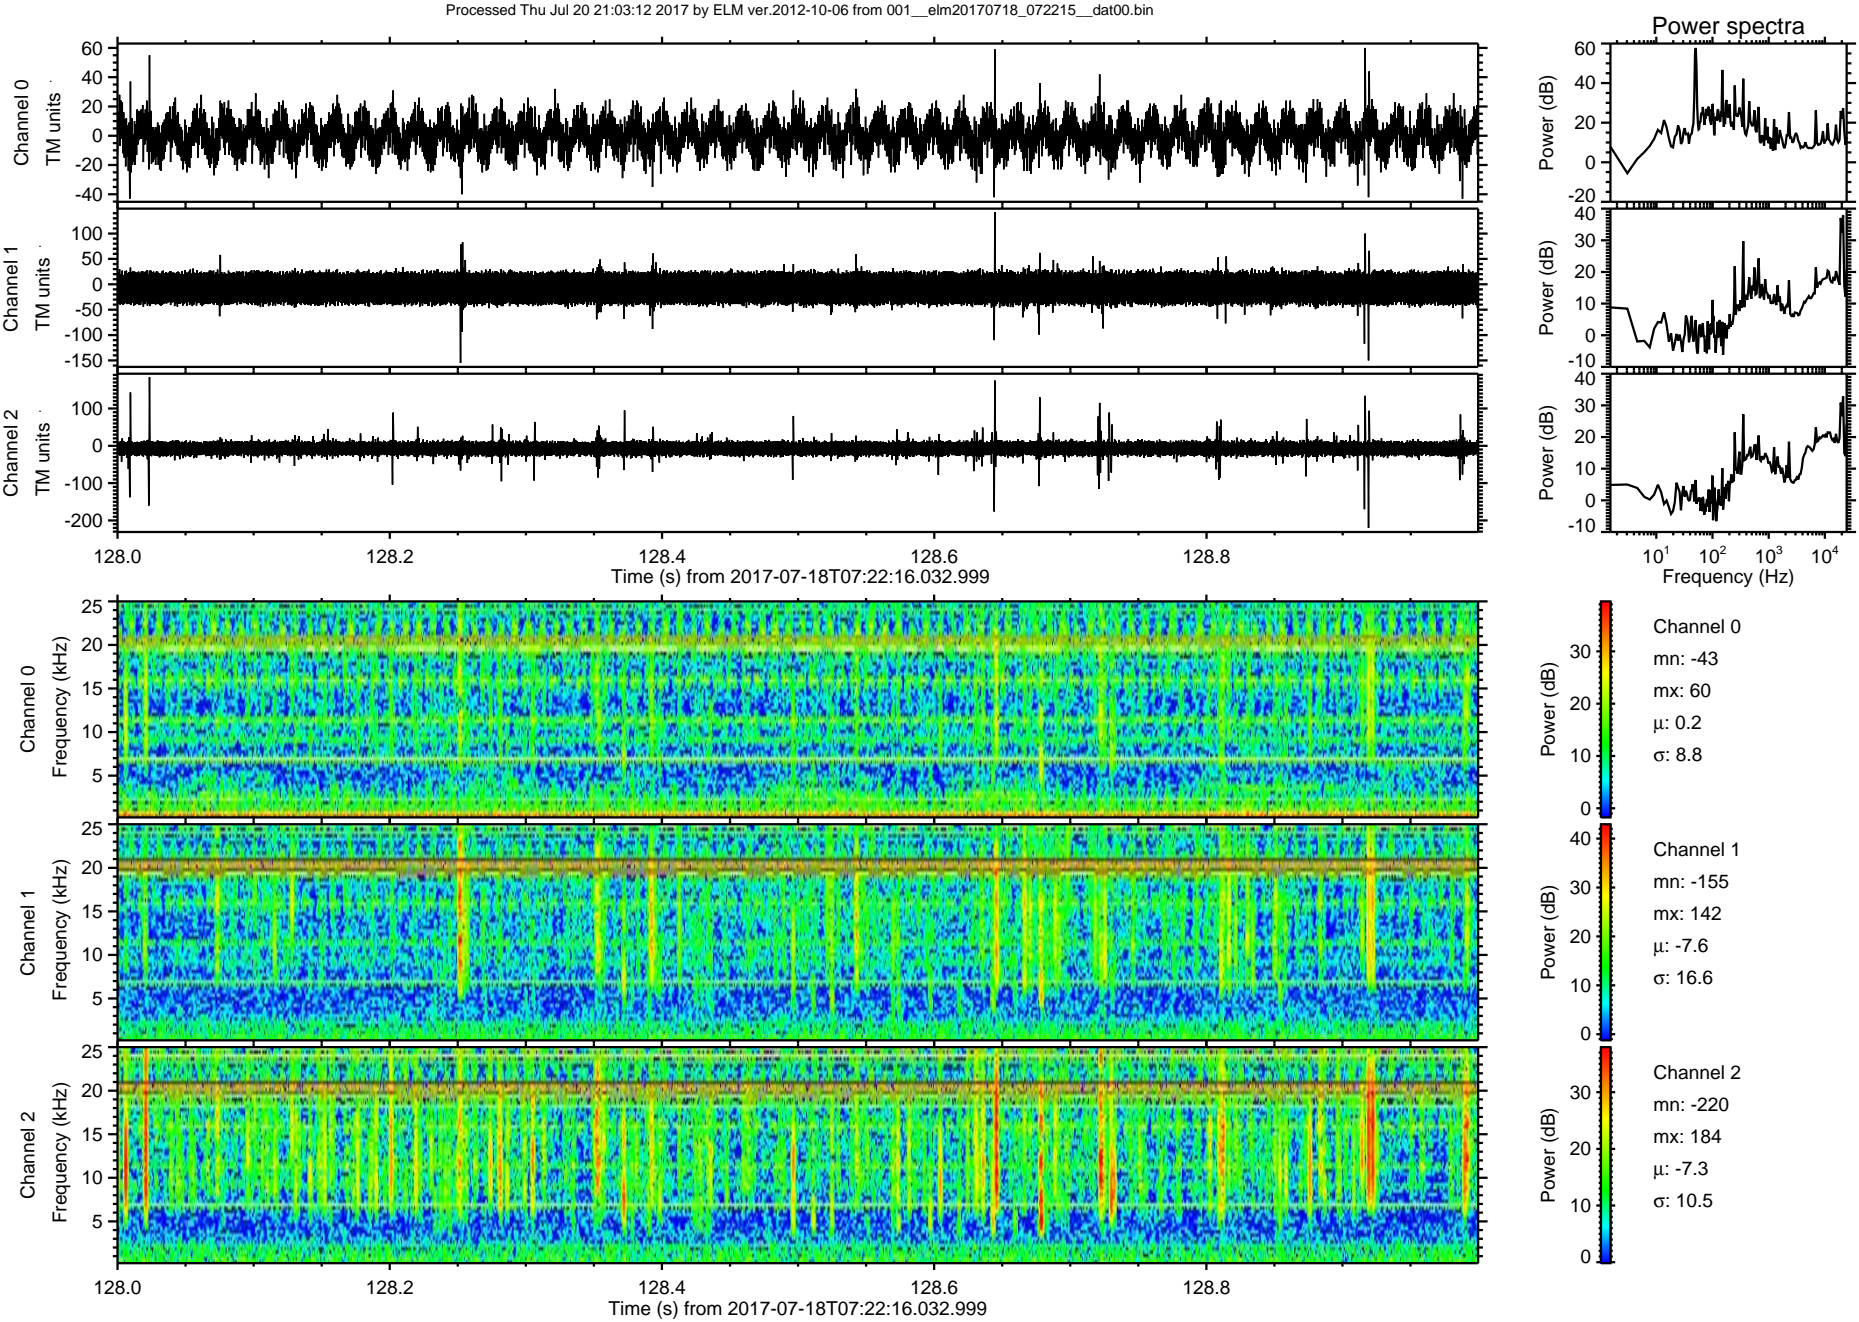 Processed Thu Jul 20 21:03:12 2017 by ELM ver.2012-10-06 from 001__elm20170718_072215__dat00.bin
Power spectra
Channel 0
TM units
60
40
20
0
-20
-40
Power (dB)
60
40
20
0
-20
Channel 1
TM units
100
50
0
-50
-100
-150
Power (dB)
40
30
20
10
0
-10
Channel 2
TM units
100
0
-100
-200
Power (dB)
40
30
20
10
0
-10
128.0 128.2 128.4 128.6 128.8
Time (s) from 2017-07-18T07:22:16.032.999
10¹ 10² 10³ 10⁴
Frequency (Hz)
Channel 0
Frequency (kHz)
25
20
15
10
5
Power (dB)
30
20
10
0
Channel 0
mn: -43
mx: 60
μ: 0.2
σ: 8.8
Channel 1
Frequency (kHz)
25
20
15
10
5
Power (dB)
40
30
20
10
0
Channel 1
mn: -155
mx: 142
μ: -7.6
σ: 16.6
Channel 2
Frequency (kHz)
25
20
15
10
5
Power (dB)
30
20
10
0
Channel 2
mn: -220
mx: 184
μ: -7.3
σ: 10.5
128.0 128.2 128.4 128.6 128.8
Time (s) from 2017-07-18T07:22:16.032.999